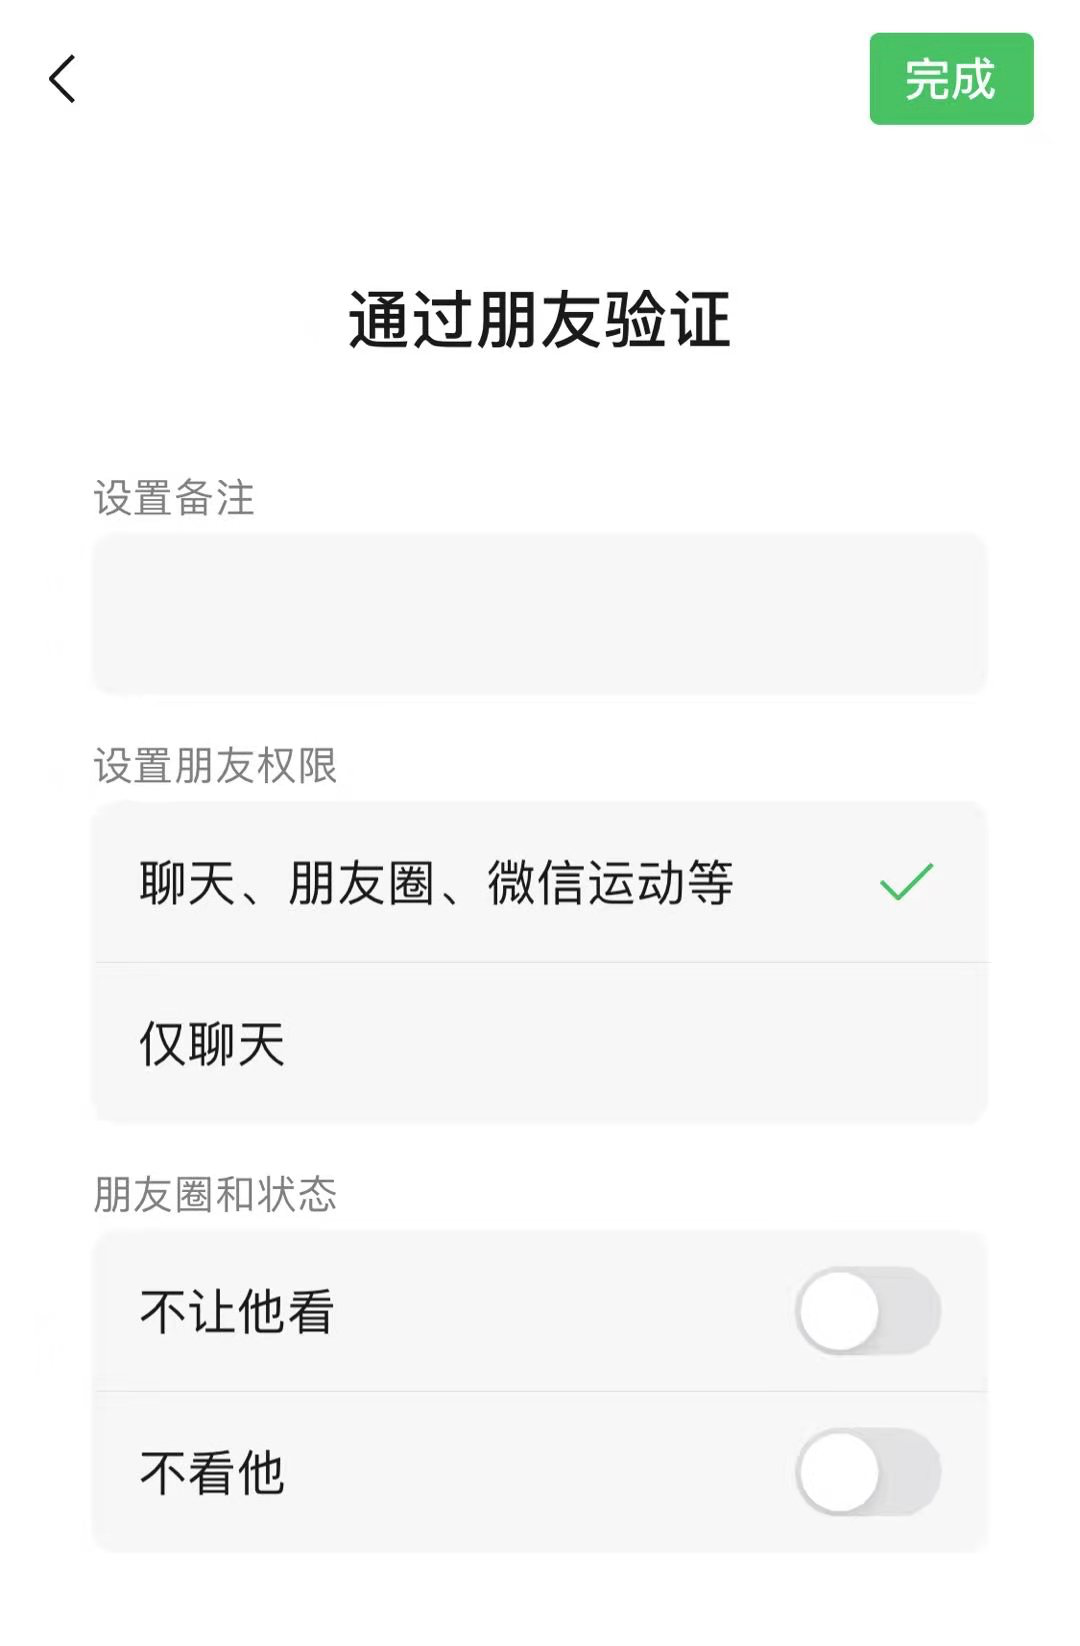 完成
通过朋友验证
设置备注
设置朋友权限
聊天、朋友圈、微信运动等
仅聊天
朋友圈和状态
不让他看
不看他